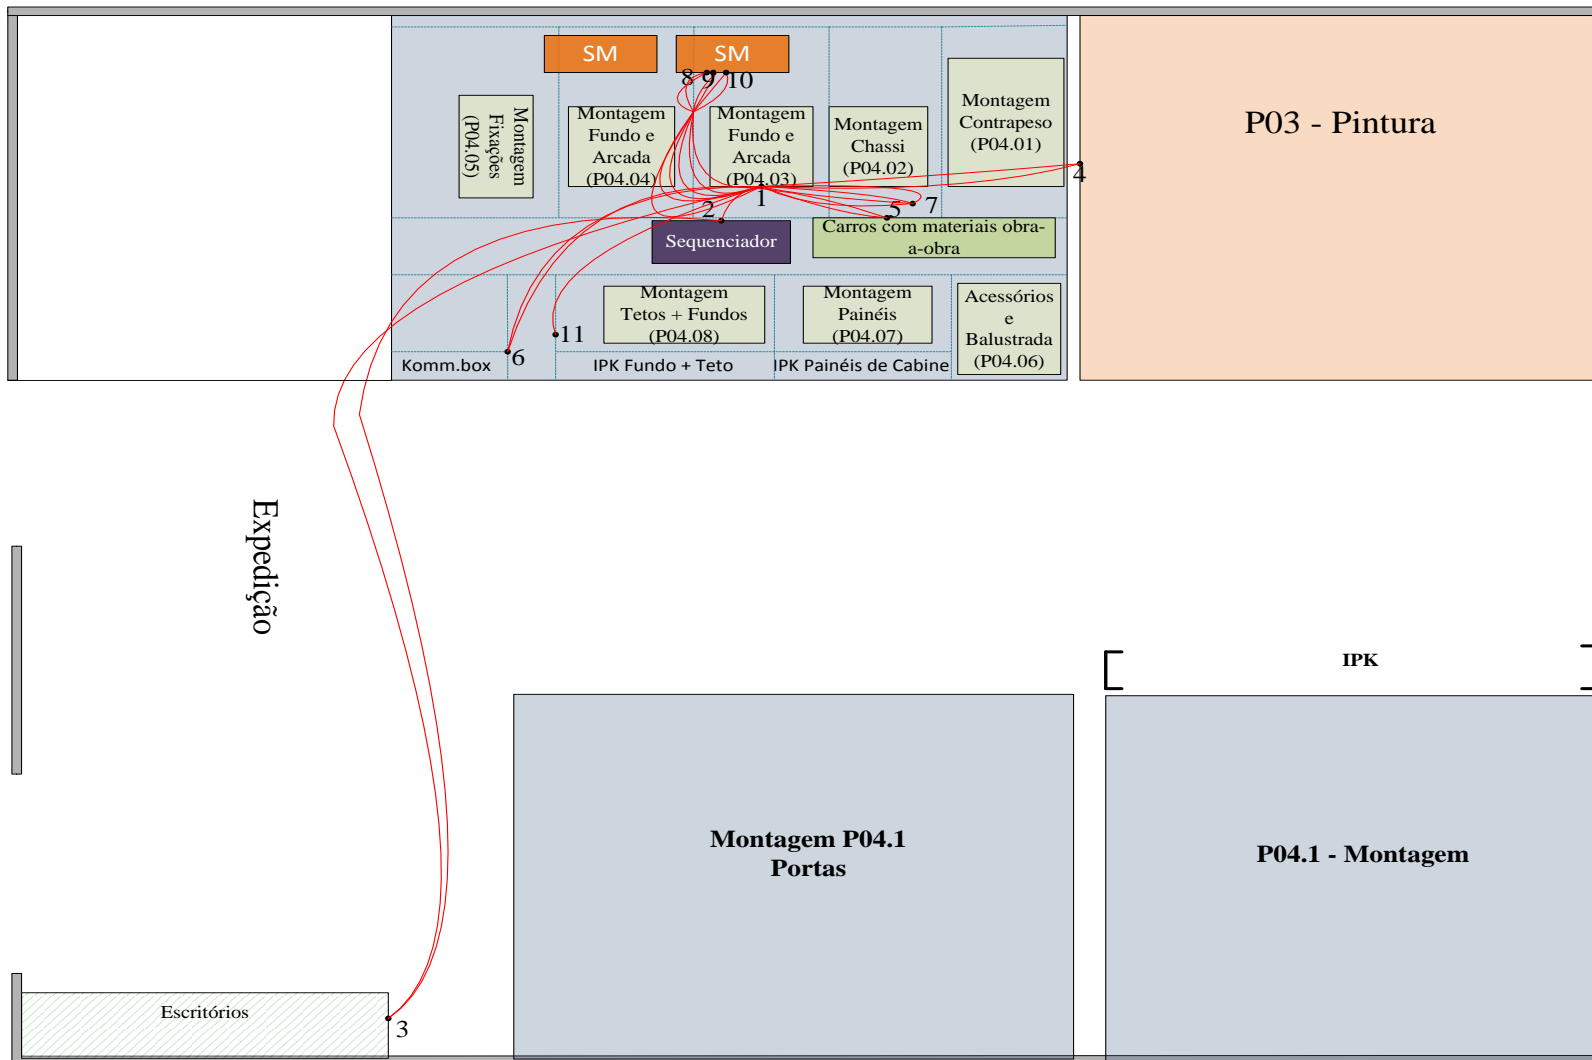 SM
SM
8
9
10
Montagem
Fixações
(P04.05)
Montagem
Fundo e
Arcada
(P04.04)
Montagem
Fundo e
Arcada
(P04.03)
Montagem
Chassi
(P04.02)
Montagem
Contrapeso
(P04.01)
P03 - Pintura
4
1
2
5
7
Sequenciador
Carros com materiais obra-
a-obra
Montagem
Tetos + Fundos
(P04.08)
Montagem
Painéis
(P04.07)
Acessórios
e
Balustrada
(P04.06)
11
6
Komm.box
IPK Fundo + Teto
IPK Painéis de Cabine
Expedição
IPK
Montagem P04.1
Portas
P04.1 - Montagem
Escritórios
3